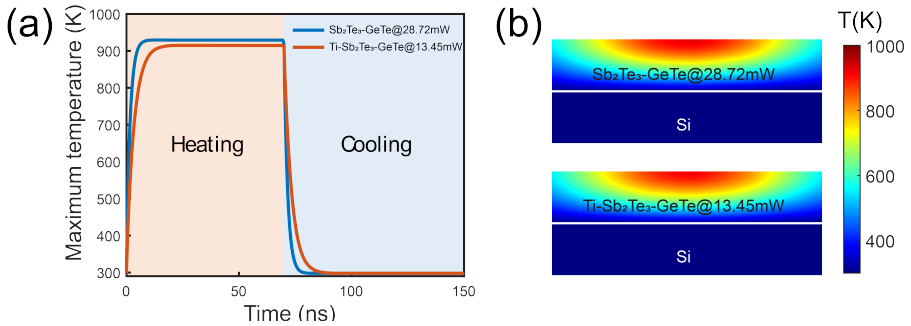 (a)
Maximum temperature (K)
1000
900
800
700
600
500
400
300
Sb₂Te₃-GeTe@28.72mW
Ti-Sb₂Te₃-GeTe@13.45mW
Heating
Cooling
0
50
100
150
Time (ns)
(b)
Sb₂Te₃-GeTe@28.72mW
Si
Ti-Sb₂Te₃-GeTe@13.45mW
Si
T(K)
1000
800
600
400